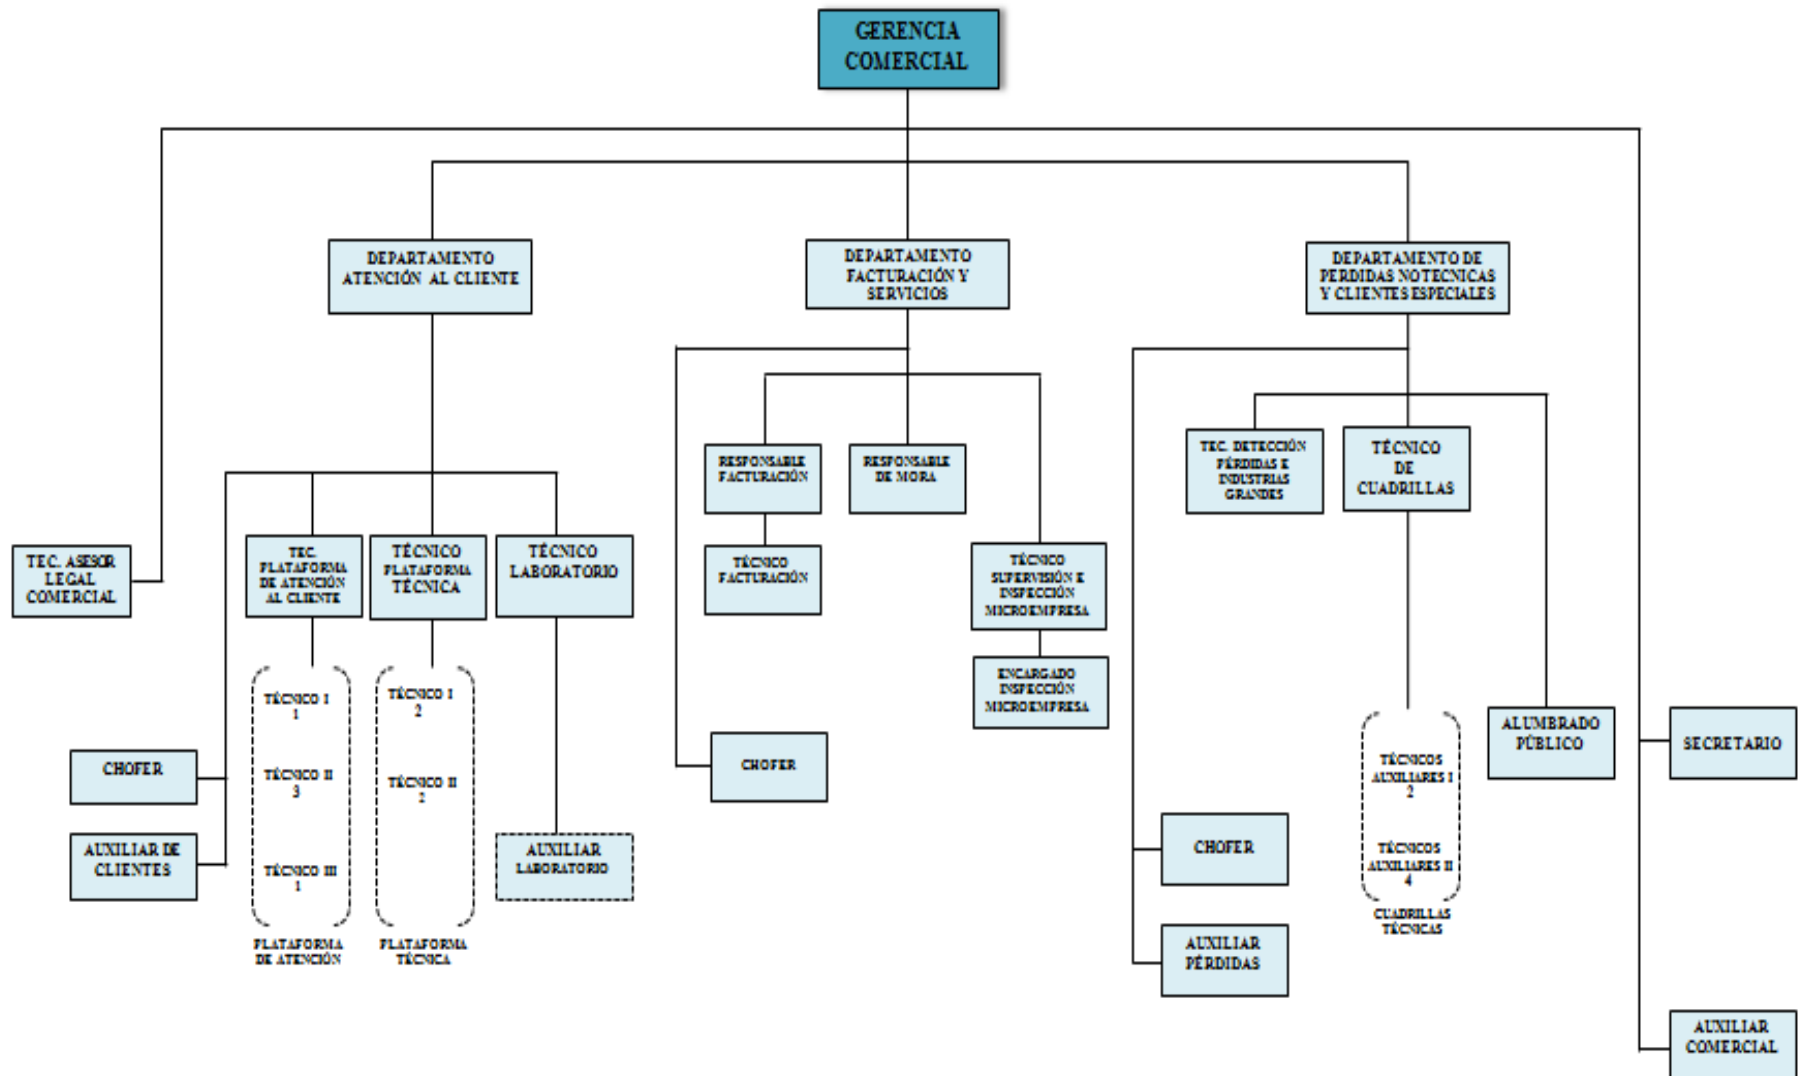 GERENCIA
COMERCIAL
DEPARTAMENTO
ATENCIÓN AL CLIENTE
DEPARTAMENTO
FACTURACIÓN Y
SERVICIOS
DEPARTAMENTO DE
PERDIDAS NO TECNICAS
Y CLIENTES ESPECIALES
TEC. ASESOR
LEGAL
COMERCIAL
TEC.
PLATAFORMA
DE ATENCIÓN
AL CLIENTE
TÉCNICO
PLATAFORMA
TÉCNICA
TÉCNICO
LABORATORIO
TÉCNICO I
1
TÉCNICO II
3
TÉCNICO III
1
PLATAFORMA
DE ATENCIÓN
TÉCNICO I
2
TÉCNICO II
2
PLATAFORMA
TÉCNICA
AUXILIAR
LABORATORIO
CHOFER
AUXILIAR DE
CLIENTES
RESPONSABLE
FACTURACIÓN
RESPONSABLE
DE MORA
TÉCNICO
FACTURACIÓN
TÉCNICO
SUPERVISIÓN E
INSPECCIÓN
MICROEMPRESA
ENCARGADO
INSPECCIÓN
MICROEMPRESA
CHOFER
TEC. DETECCIÓN
PÉRDIDAS E
INDUSTRIAS
GRANDES
TÉCNICO
DE
CUADRILLAS
TÉCNICOS
AUXILIARES I
2
TÉCNICOS
AUXILIARES II
4
CUADRILLAS
TÉCNICAS
ALUMBRADO
PÚBLICO
CHOFER
AUXILIAR
PÉRDIDAS
SECRETARIO
AUXILIAR
COMERCIAL